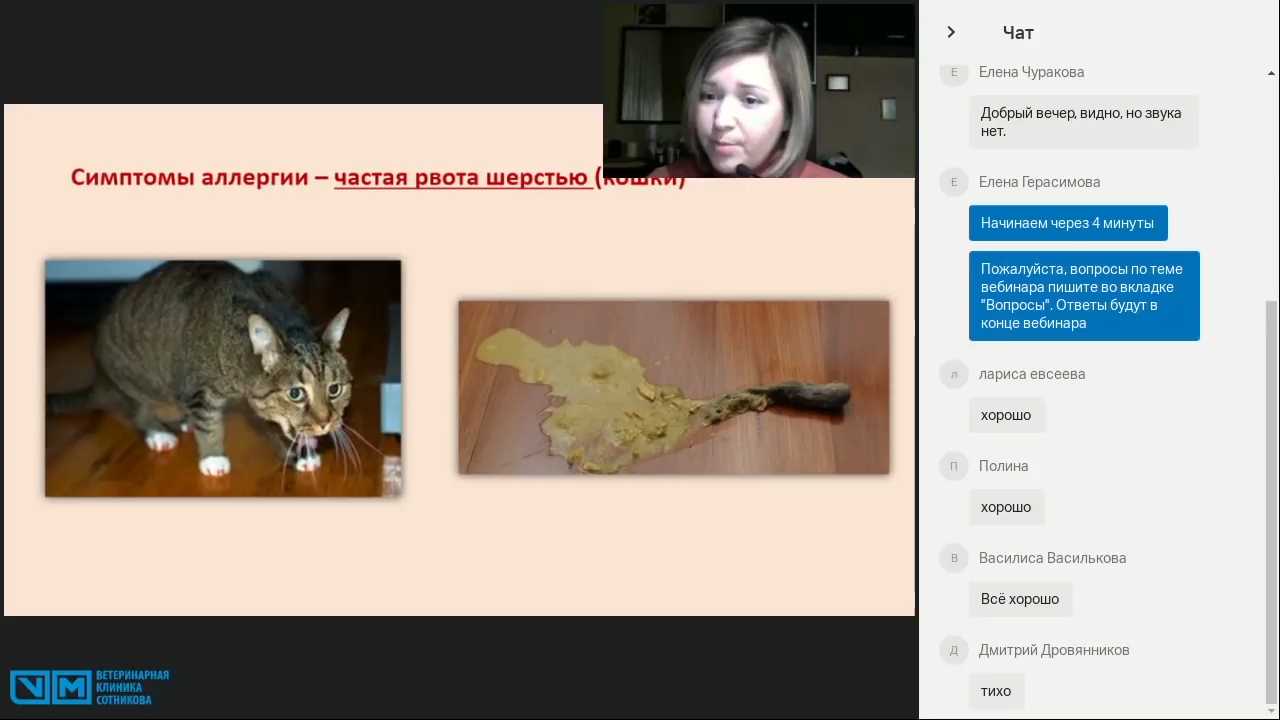 Симптомы аллергии – частая рвота шерстью (кошки)
ВЕТЕРИНАРНАЯ
КЛИНИКА
СОТНИКОВА
Чат
Е
Елена Чуракова
Добрый вечер, видно, но звука
нет.
Е
Елена Герасимова
Начинаем через 4 минуты
Пожалуйста, вопросы по теме
вебинара пишите во вкладке
"Вопросы". Ответы будут в
конце вебинара
л
лариса евсеева
хорошо
П
Полина
хорошо
В
Василиса Василькова
Всё хорошо
Д
Дмитрий Дровянников
тихо